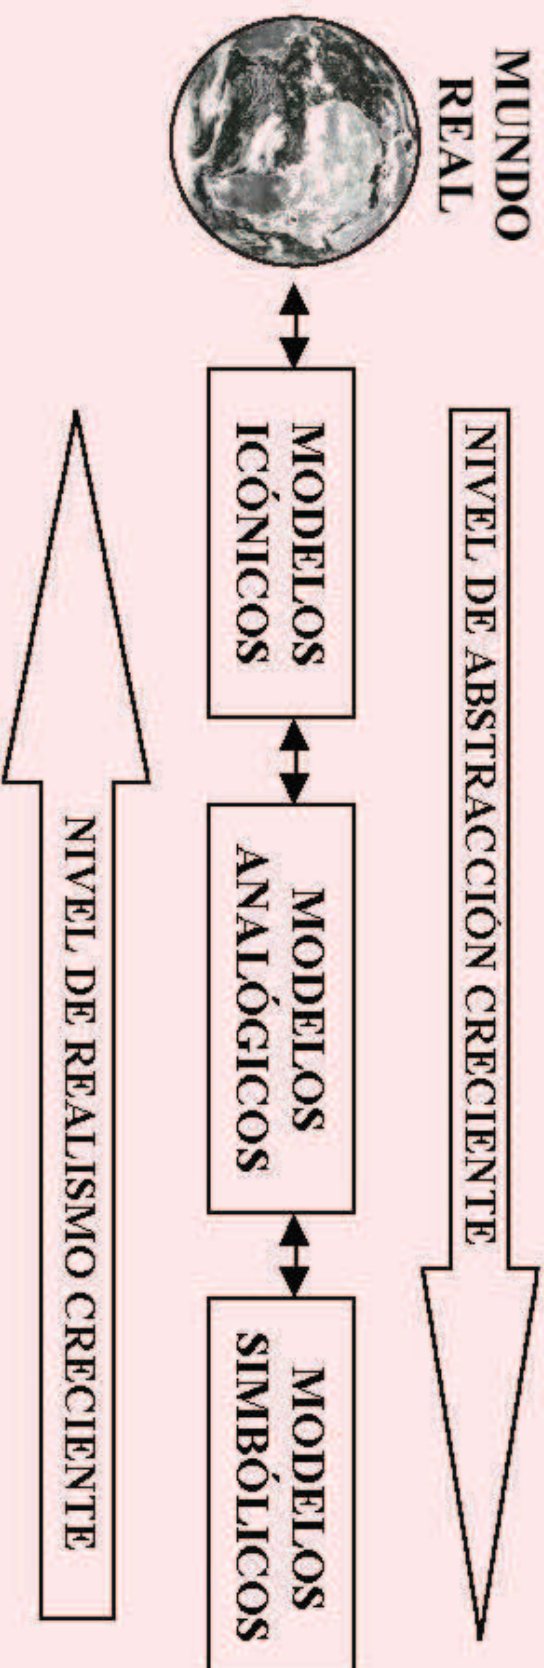 MUNDO
REAL
NIVEL DE ABSTRACCIÓN CRECIENTE
MODELOS
ICÓNICOS
MODELOS
ANALÓGICOS
MODELOS
SIMBÓLICOS
NIVEL DE REALISMO CRECIENTE